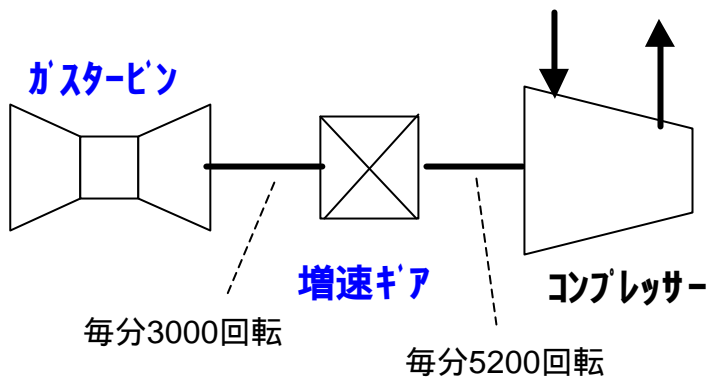 ガスタービン
増速ギア
コンプレッサー
毎分3000回転
毎分5200回転